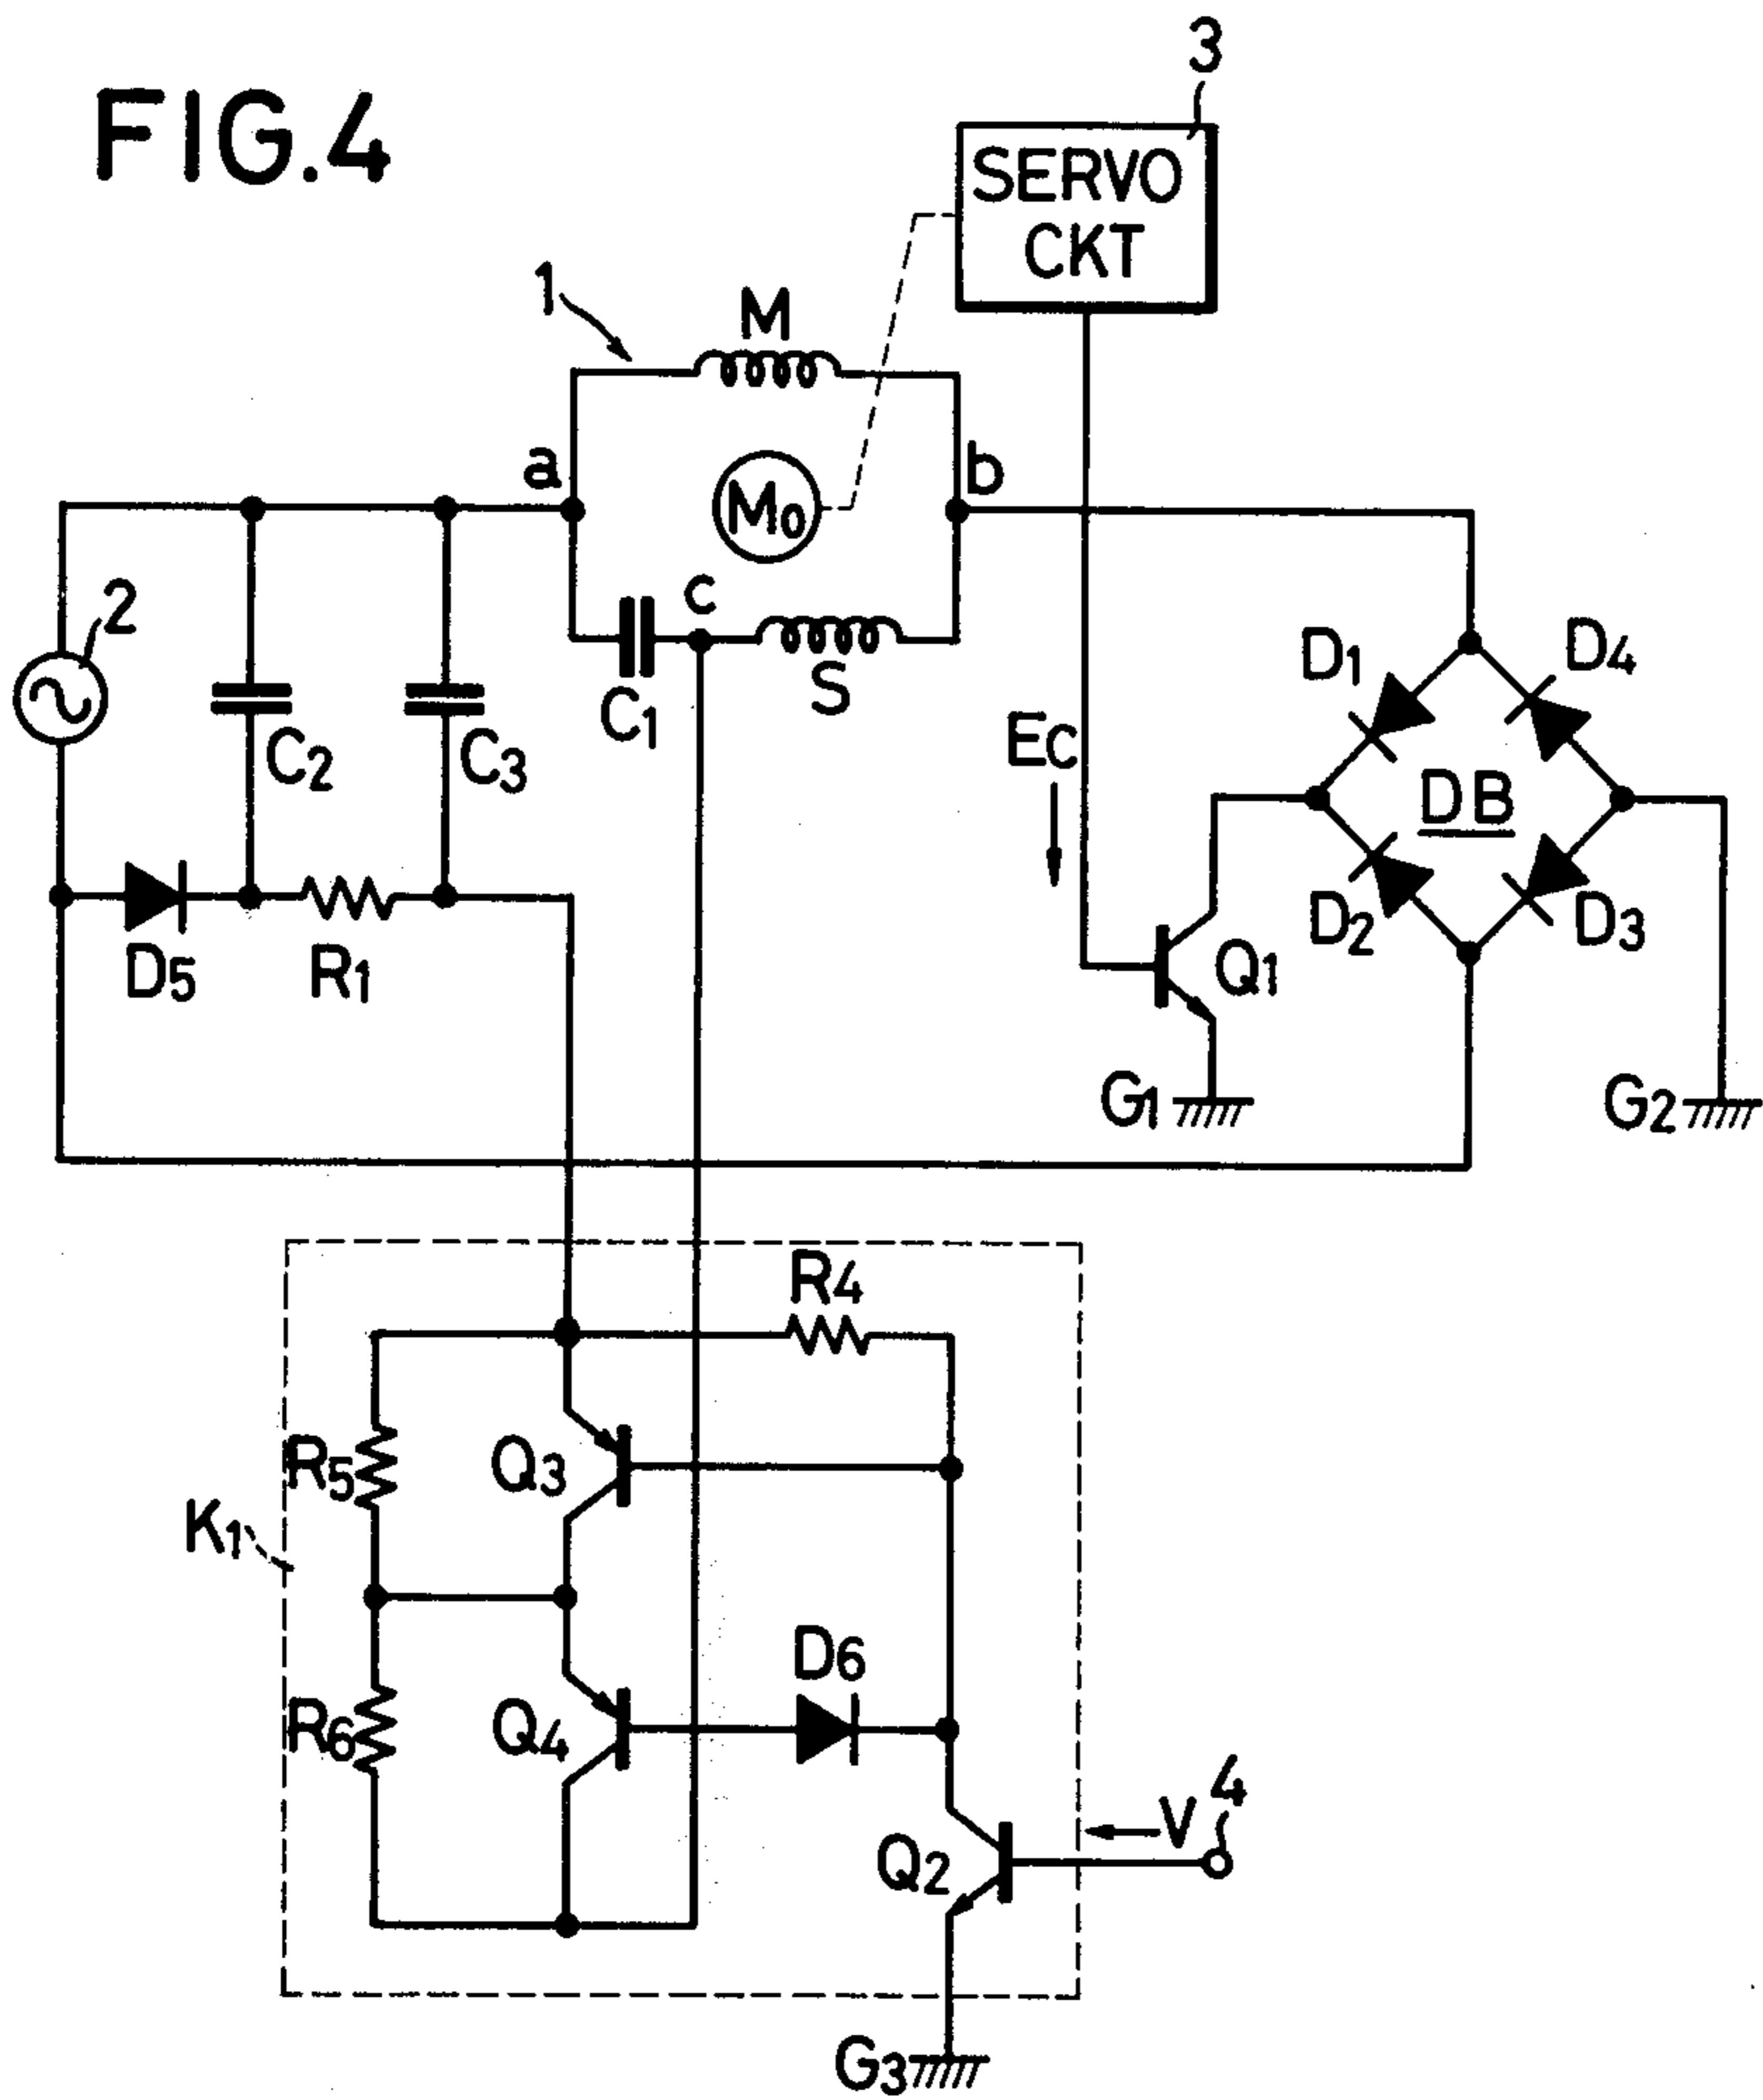 FIG.4
3
SERVO
CKT
1
M
a
b
M0
2
c
C1
S
D1
D4
C2
C3
EC
DB
D5
R1
D2
D3
Q1
G1
G2
R4
R5
Q3
K1
R6
Q4
D6
V
4
Q2
G3